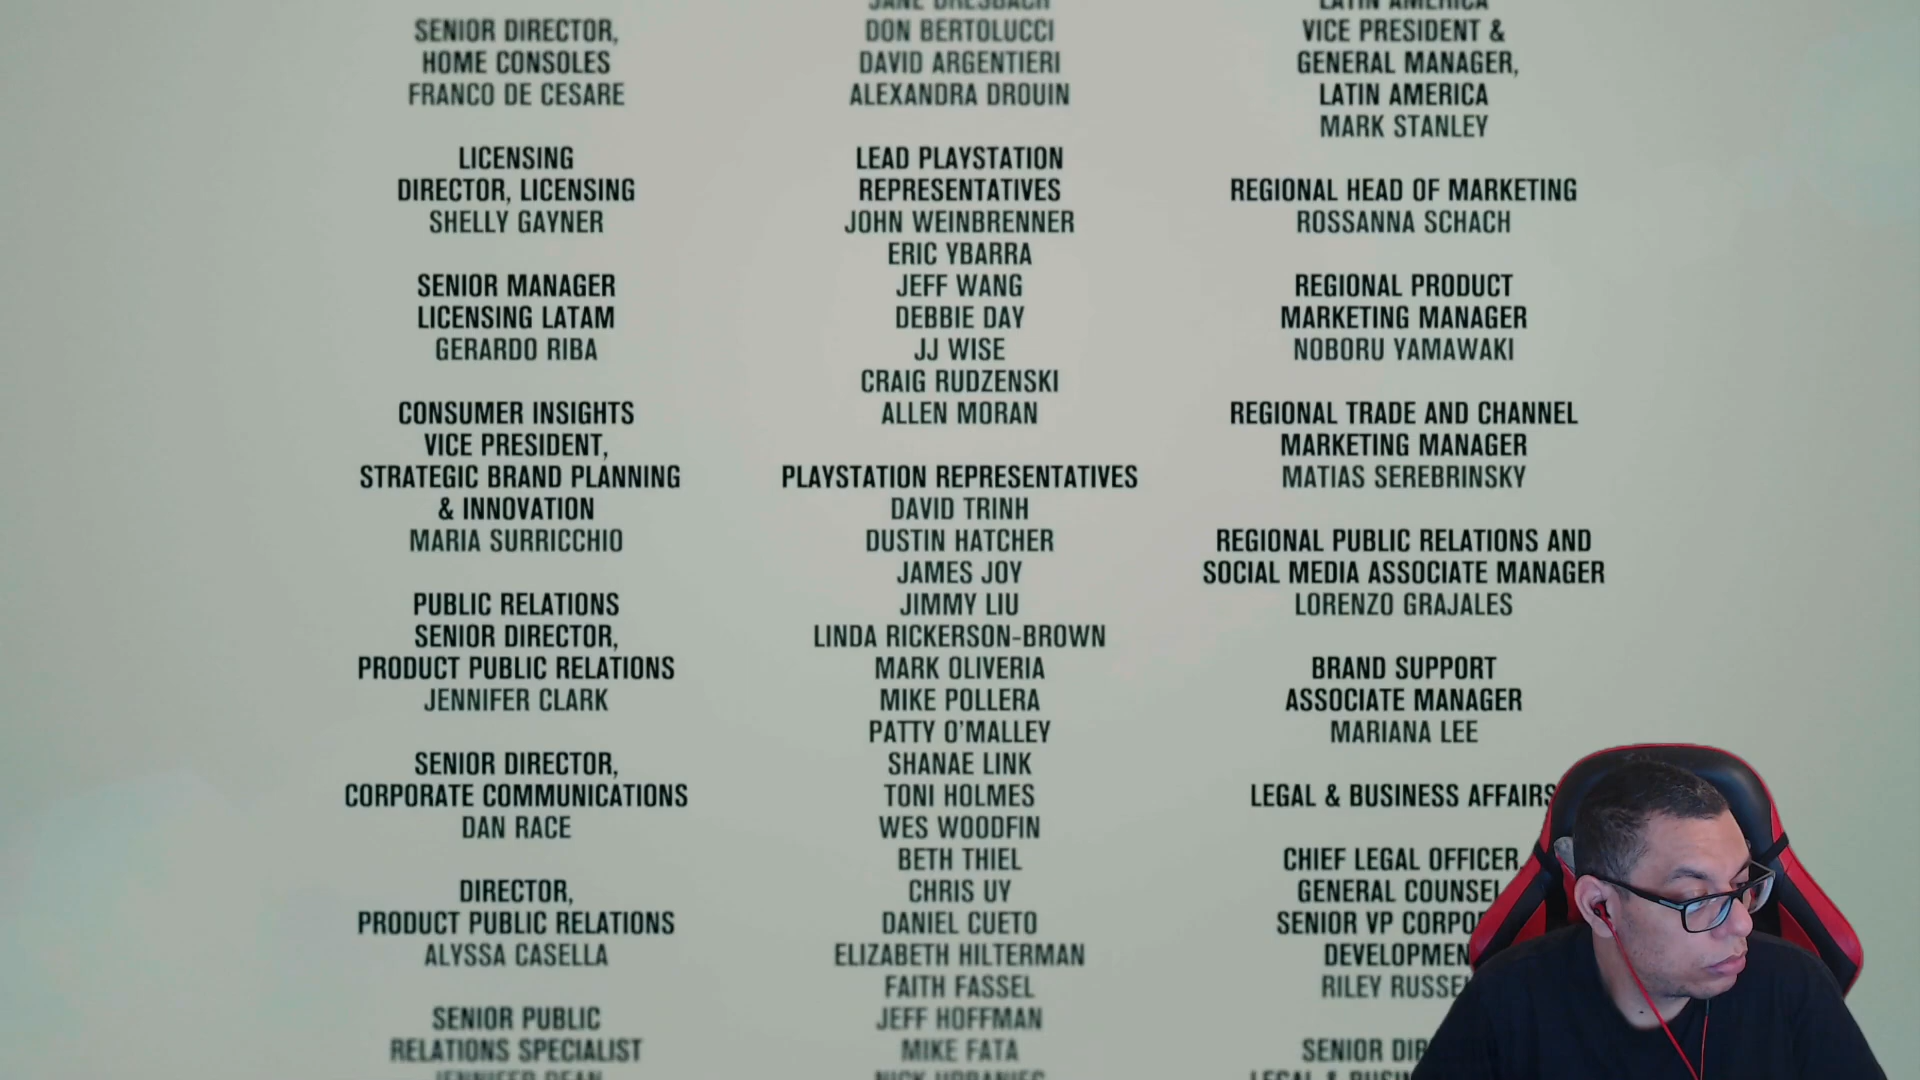 SENIOR DIRECTOR,
HOME CONSOLES
FRANCO DE CESARE
LICENSING
DIRECTOR, LICENSING
SHELLY GAYNER
SENIOR MANAGER
LICENSING LATAM
GERARDO RIBA
CONSUMER INSIGHTS
VICE PRESIDENT,
STRATEGIC BRAND PLANNING
& INNOVATION
MARIA SURRICCHIO
PUBLIC RELATIONS
SENIOR DIRECTOR,
PRODUCT PUBLIC RELATIONS
JENNIFER CLARK
SENIOR DIRECTOR,
CORPORATE COMMUNICATIONS
DAN RACE
DIRECTOR,
PRODUCT PUBLIC RELATIONS
ALYSSA CASELLA
SENIOR PUBLIC
RELATIONS SPECIALIST
DON BERTOLUCCI
DAVID ARGENTIERI
ALEXANDRA DROUIN
LEAD PLAYSTATION
REPRESENTATIVES
JOHN WEINBRENNER
ERIC YBARRA
JEFF WANG
DEBBIE DAY
JJ WISE
CRAIG RUDZENSKI
ALLEN MORAN
PLAYSTATION REPRESENTATIVES
DAVID TRINH
DUSTIN HATCHER
JAMES JOY
JIMMY LIU
LINDA RICKERSON-BROWN
MARK OLIVERIA
MIKE POLLERA
PATTY O'MALLEY
SHANAE LINK
TONI HOLMES
WES WOODFIN
BETH THIEL
CHRIS UY
DANIEL CUETO
ELIZABETH HILTERMAN
FAITH FASSEL
JEFF HOFFMAN
MIKE FATA
LATIN AMERICA
VICE PRESIDENT &
GENERAL MANAGER,
LATIN AMERICA
MARK STANLEY
REGIONAL HEAD OF MARKETING
ROSSANNA SCHACH
REGIONAL PRODUCT
MARKETING MANAGER
NOBORU YAMAWAKI
REGIONAL TRADE AND CHANNEL
MARKETING MANAGER
MATIAS SEREBRINSKY
REGIONAL PUBLIC RELATIONS AND
SOCIAL MEDIA ASSOCIATE MANAGER
LORENZO GRAJALES
BRAND SUPPORT
ASSOCIATE MANAGER
MARIANA LEE
LEGAL & BUSINESS AFFAIRS
CHIEF LEGAL OFFICER,
GENERAL COUNSEL
SENIOR VP
RILEY
SENIOR